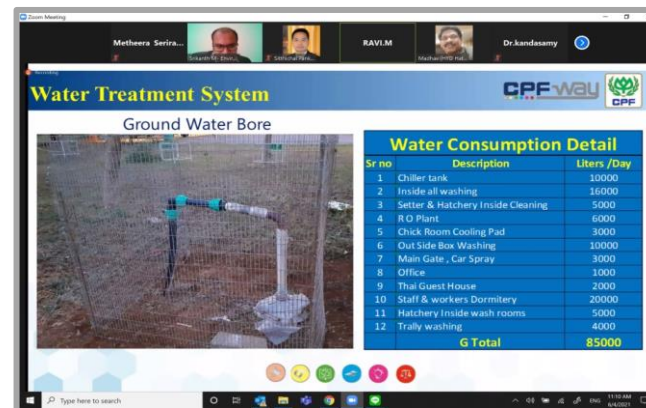 Zoom Meeting
Metheera Serira...
RAVI.M
Dr.kandasamy
Recording
Water Treatment System
CPF way
CPF
Ground Water Bore
Water Consumption Detail
Sr no Description Liters /Day
1 Chiller tank 10000
2 Inside all washing 16000
3 Setter & Hatchery Inside Cleaning 5000
4 R O Plant 6000
5 Chick Room Cooling Pad 3000
6 Out Side Box Washing 10000
7 Main Gate , Car Spray 3000
8 Office 1000
9 Thai Guest House 2000
10 Staff & workers Dormitery 20000
11 Hatchery Inside wash rooms 5000
12 Trally washing 4000
G Total 85000
Type here to search
ENG
11:10 AM
6/4/2021